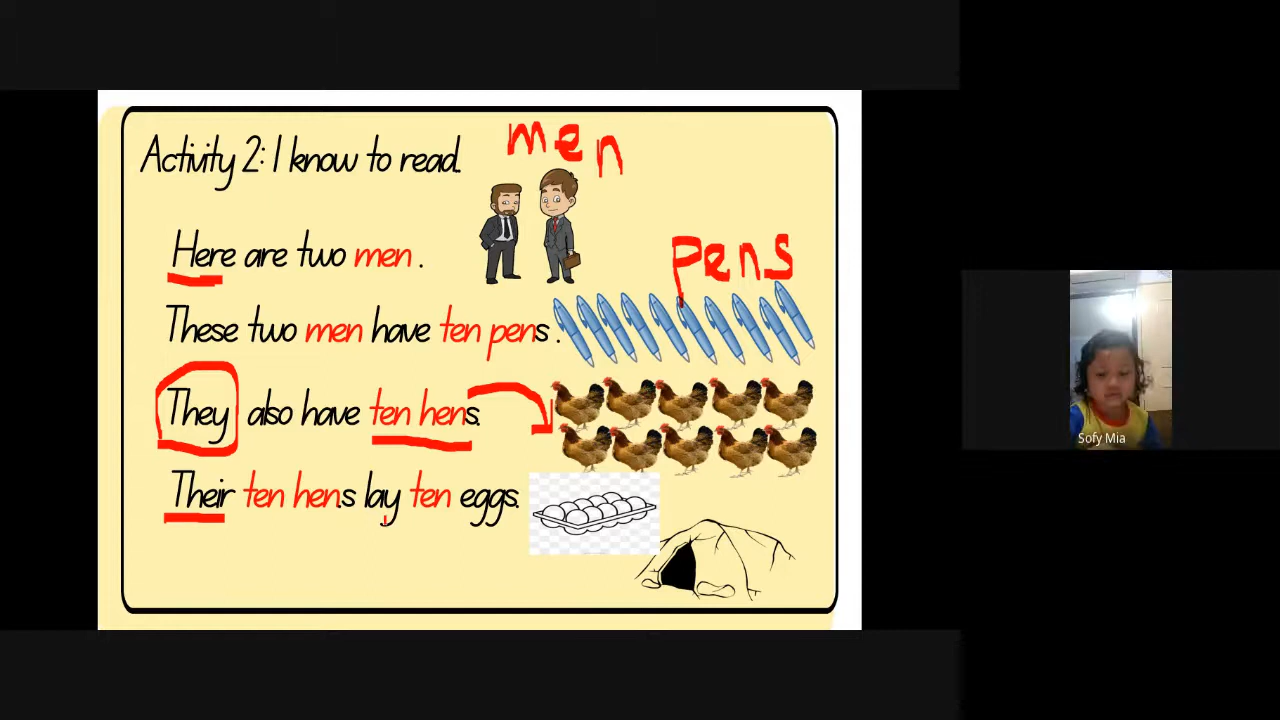 Activity 2: I know to read.
men
Here are two men.
pens
These two men have ten pens.
They also have ten hens.
Their ten hens lay ten eggs.
Sofy Mia